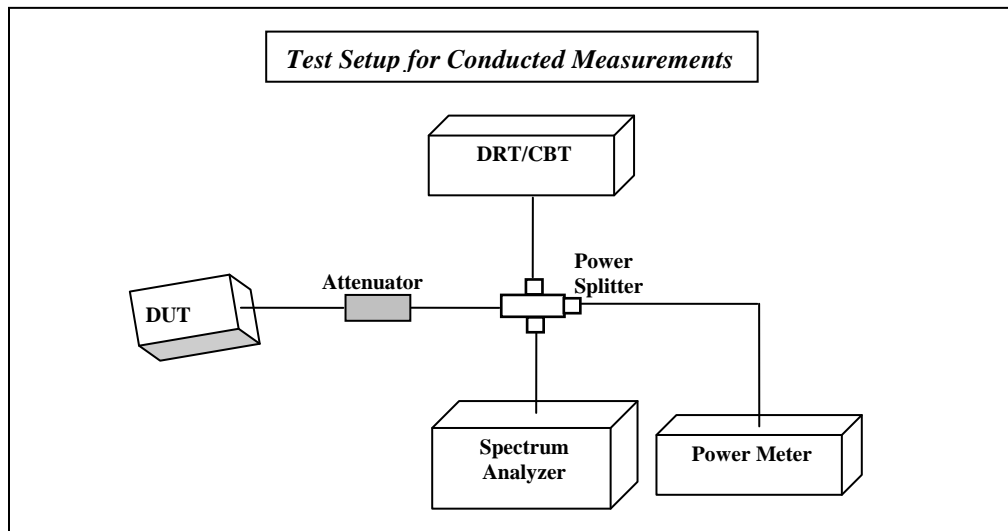 Test Setup for Conducted Measurements
DRT/CBT
Power
Splitter
Attenuator
DUT
Spectrum
Analyzer
Power Meter